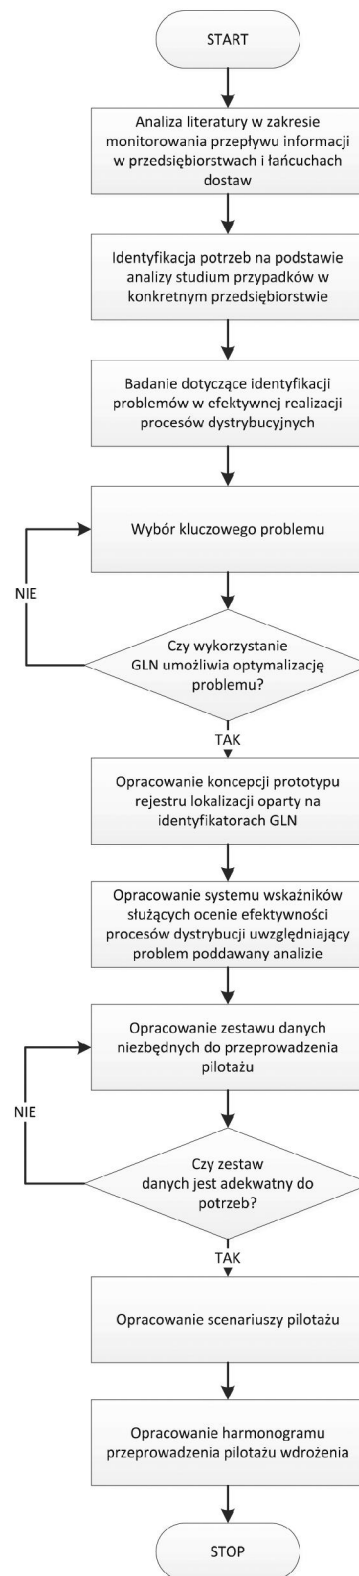 START
Analiza literatury w zakresie
monitorowania przepływu informacji
w przedsiębiorstwach i łańcuchach
dostaw
Identyfikacja potrzeb na podstawie
analizy studium przypadków w
konkretnym przedsiębiorstwie
Badanie dotyczące identyfikacji
problemów w efektywnej realizacji
procesów dystrybucyjnych
Wybór kluczowego problemu
NIE
Czy wykorzystanie
GLN umożliwia optymalizację
problemu?
TAK
Opracowanie koncepcji prototypu
rejestru lokalizacji oparty na
identyfikatorach GLN
Opracowanie systemu wskaźników
służących ocenie efektywności
procesów dystrybucji uwzględniający
problem poddawany analizie
Opracowanie zestawu danych
niezbędnych do przeprowadzenia
pilotażu
NIE
Czy zestaw
danych jest adekwatny do
potrzeb?
TAK
Opracowanie scenariuszy pilotażu
Opracowanie harmonogramu
przeprowadzenia pilotażu wdrożenia
STOP